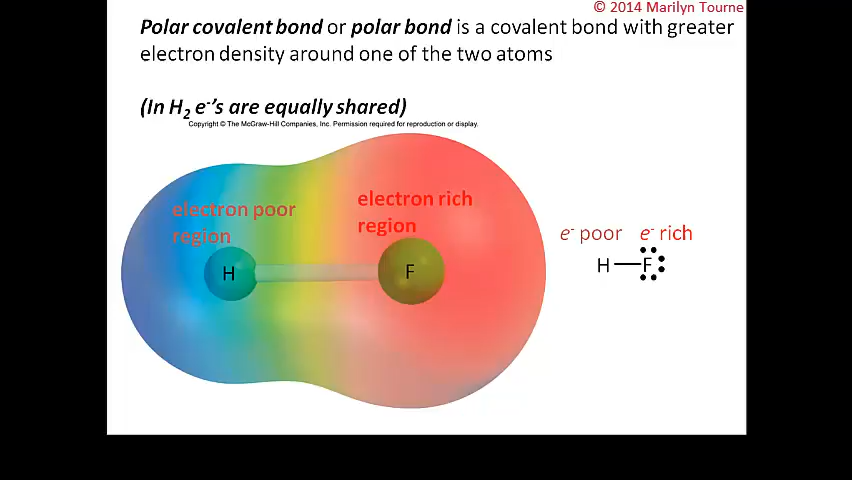 © 2014 Marilyn Tourne
Polar covalent bond or polar bond is a covalent bond with greater
electron density around one of the two atoms
(In H₂ e⁻'s are equally shared)
Copyright © The McGraw-Hill Companies, Inc. Permission required for reproduction or display.
electron poor
region
electron rich
region
H
F
e⁻ poor e⁻ rich
H—F